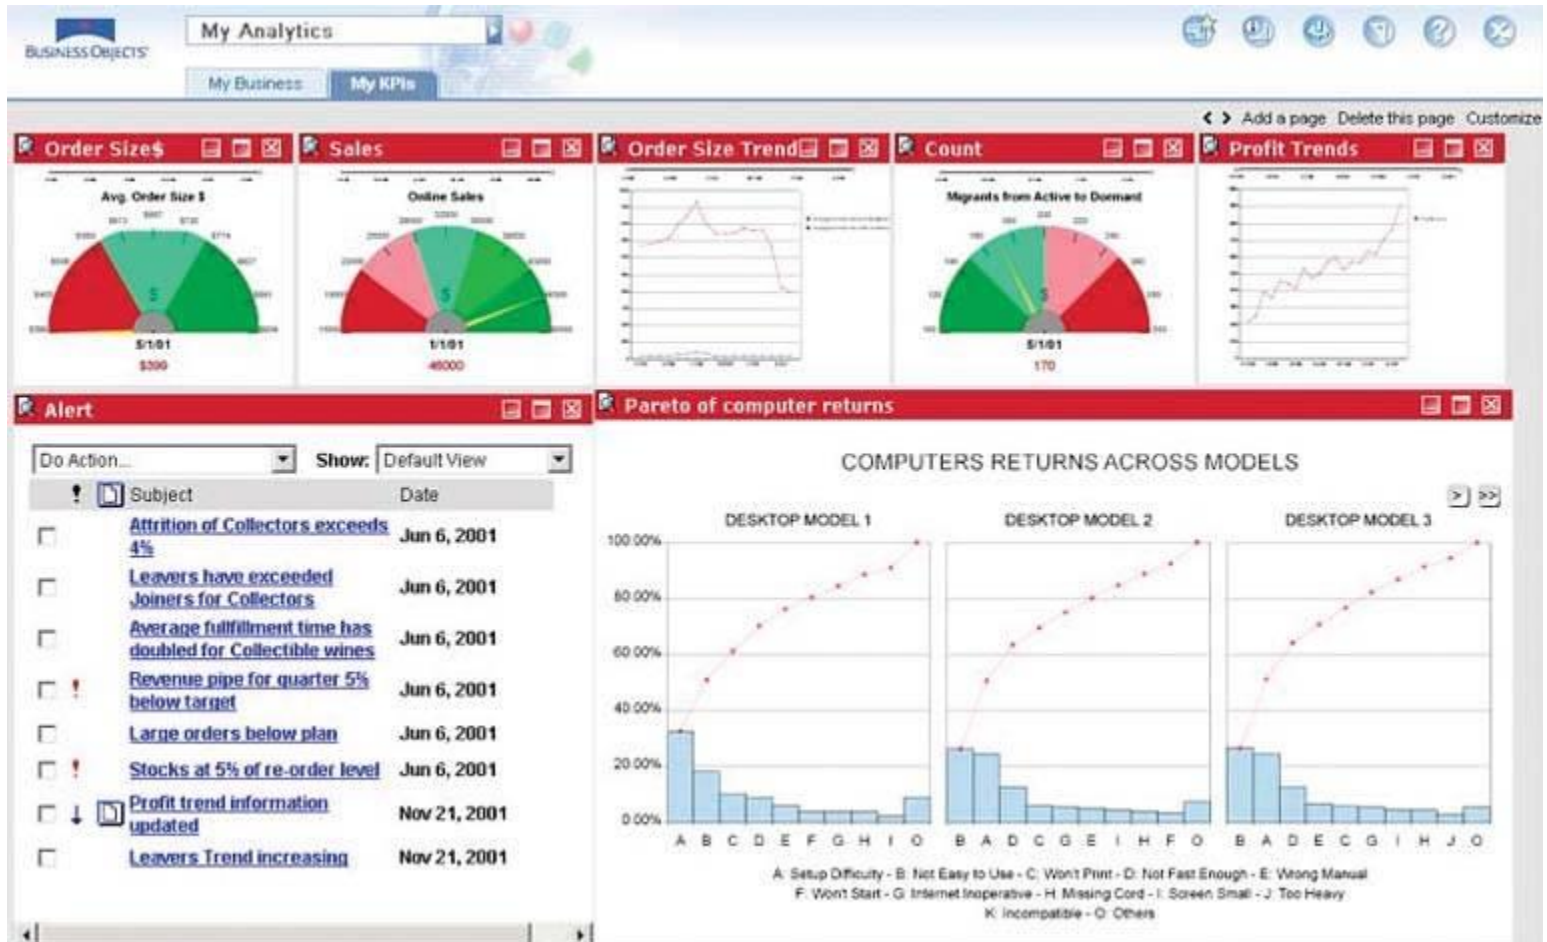 BUSINESS OBJECTS
My Analytics
My Business
My KPIs
Add a page Delete this page Customize
Order Size$
Sales
Order Size Trend
Count
Profit Trends
Avg. Order Size $
5/1/01
$399
Online Sales
1/1/01
46000
Migrants from Active to Dormant
5/1/01
170
Alert
Do Action...
Show: Default View
! Subject Date
Attrition of Collectors exceeds
4%
Jun 6, 2001
Leavers have exceeded
Joiners for Collectors
Jun 6, 2001
Average fullfillment time has
doubled for Collectible wines
Jun 6, 2001
! Revenue pipe for quarter 5%
below target
Jun 6, 2001
Large orders below plan Jun 6, 2001
! Stocks at 5% of re-order level Jun 6, 2001
Profit trend information
updated
Nov 21, 2001
Leavers Trend increasing Nov 21, 2001
Pareto of computer returns
COMPUTERS RETURNS ACROSS MODELS
> >>
DESKTOP MODEL 1
DESKTOP MODEL 2
DESKTOP MODEL 3
100.00%
80.00%
60.00%
40.00%
20.00%
0.00%
A B C D E F G H I O
B A D C G E I H F O
B A D E C G I H J O
A: Setup Difficulty - B: Not Easy to Use - C: Won't Print - D: Not Fast Enough - E: Wrong Manual
F: Won't Start - G: Internet Inoperative - H: Missing Cord - I: Screen Small - J: Too Heavy
K: Incompatible - O: Others